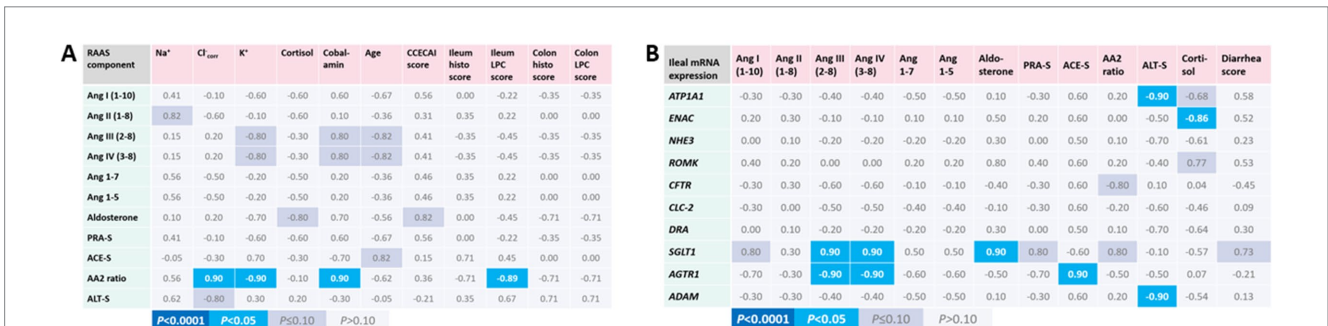 A
RAAS component Na⁺ Cl⁻corr K⁺ Cortisol Cobal-amin Age CCECAI score Ileum histo score Ileum LPC score Colon histo score Colon LPC score
Ang I (1-10) 0.41 -0.10 -0.60 -0.60 0.60 -0.67 0.56 0.00 -0.22 -0.35 -0.35
Ang II (1-8) 0.82 -0.60 -0.10 -0.60 0.10 -0.36 0.31 0.35 0.22 0.00 0.00
Ang III (2-8) 0.15 0.20 -0.80 -0.30 0.80 -0.82 0.41 -0.35 -0.45 -0.35 -0.35
Ang IV (3-8) 0.15 0.20 -0.80 -0.30 0.80 -0.82 0.41 -0.35 -0.45 -0.35 -0.35
Ang 1-7 0.56 -0.50 -0.20 -0.50 0.20 -0.36 0.46 0.35 0.22 0.00 0.00
Ang 1-5 0.56 -0.50 -0.20 -0.50 0.20 -0.36 0.46 0.35 0.22 0.00 0.00
Aldosterone 0.10 0.20 -0.70 -0.80 0.70 -0.56 0.82 0.00 -0.45 -0.71 -0.71
PRA-S 0.41 -0.10 -0.60 -0.60 0.60 -0.67 0.56 0.00 -0.22 -0.35 -0.35
ACE-S -0.05 -0.30 0.70 -0.30 -0.70 0.82 0.15 0.71 0.45 0.00 0.00
AA2 ratio 0.56 0.90 -0.90 -0.10 0.90 -0.62 0.36 -0.71 -0.89 -0.71 -0.71
ALT-S 0.62 -0.80 0.30 0.20 -0.30 -0.05 -0.21 0.35 0.67 0.71 0.71
P<0.0001 P<0.05 P≤0.10 P>0.10
B
Ileal mRNA expression Ang I (1-10) Ang II (1-8) Ang III (2-8) Ang IV (3-8) Ang 1-7 Ang 1-5 Aldo-sterone PRA-S ACE-S AA2 ratio ALT-S Corti-sol Diarrhea score
ATP1A1 -0.30 -0.30 -0.40 -0.40 -0.50 -0.50 0.10 -0.30 0.60 0.20 -0.90 -0.68 0.58
ENAC 0.20 0.30 -0.10 -0.10 0.10 0.10 0.50 0.20 0.60 0.00 -0.50 -0.86 0.52
NHE3 0.00 0.10 -0.20 -0.20 -0.20 -0.20 0.30 0.00 0.50 0.10 -0.70 -0.61 0.23
ROMK 0.40 0.20 0.00 0.00 0.20 0.20 0.80 0.40 0.60 0.20 -0.40 0.77 0.53
CFTR -0.30 0.30 -0.60 -0.60 -0.10 -0.10 -0.40 -0.30 0.60 -0.80 0.10 0.04 -0.45
CLC-2 -0.30 0.00 -0.50 -0.50 -0.40 -0.40 -0.10 -0.30 0.60 -0.20 -0.60 -0.46 0.09
DRA 0.00 0.10 -0.20 -0.20 -0.20 -0.20 0.30 0.00 0.50 0.10 -0.70 -0.64 0.30
SGLT1 0.80 0.30 0.90 0.90 0.50 0.50 0.90 0.80 -0.60 0.80 -0.10 -0.57 0.73
AGTR1 -0.70 -0.30 -0.90 -0.90 -0.60 -0.60 -0.50 -0.70 0.90 -0.50 -0.50 0.07 -0.21
ADAM -0.30 -0.30 -0.40 -0.40 -0.50 -0.50 0.10 -0.30 0.60 0.20 -0.90 -0.54 0.13
P<0.0001 P<0.05 P≤0.10 P>0.10